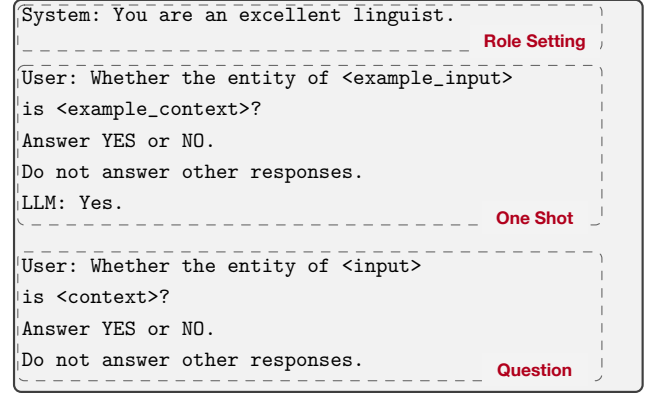 System: You are an excellent linguist.
Role Setting
User: Whether the entity of <example_input>
is <example_context>?
Answer YES or NO.
Do not answer other responses.
LLM: Yes.
One Shot
User: Whether the entity of <input>
is <context>?
Answer YES or NO.
Do not answer other responses.
Question